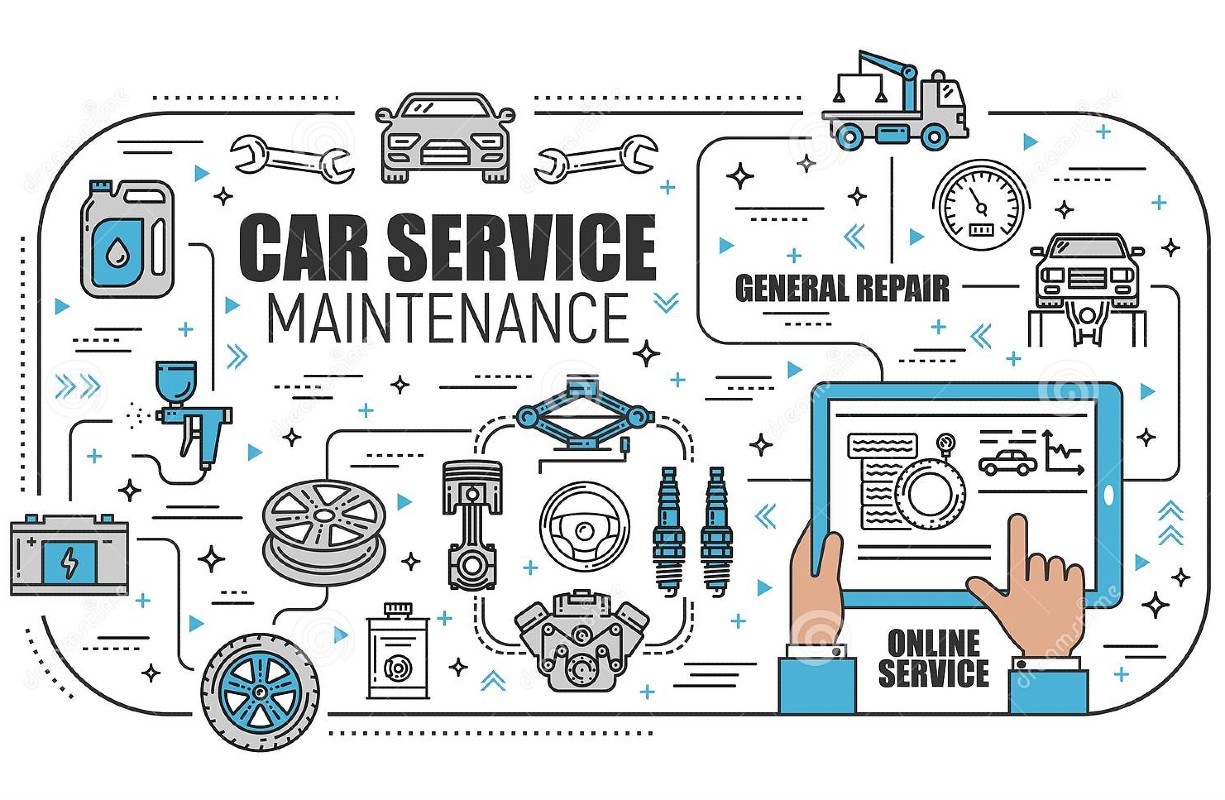 CAR SERVICE
MAINTENANCE
GENERAL REPAIR
ONLINE
SERVICE